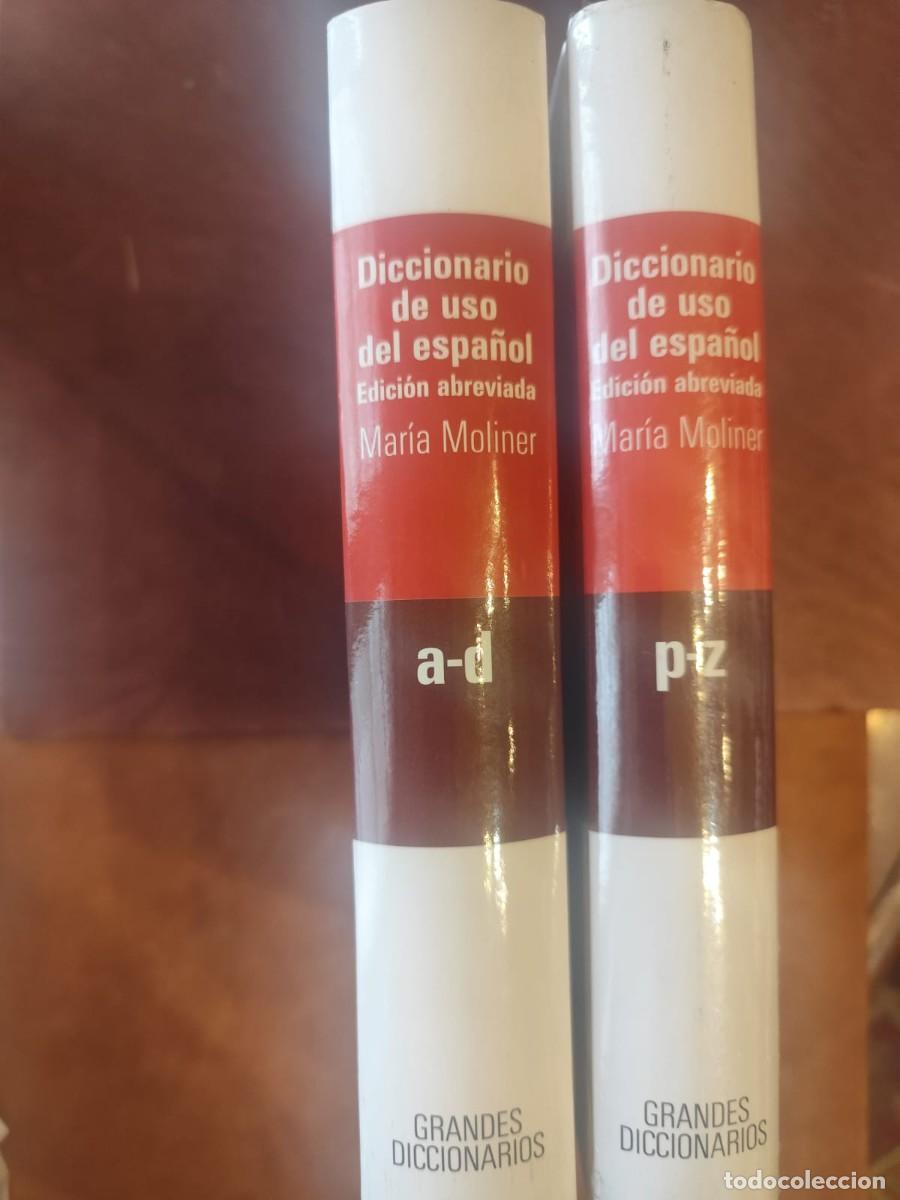 Diccionario
de uso
del español
Edición abreviada
María Moliner
a-d
GRANDES
DICCIONARIOS
Diccionario
de uso
del español
Edición abreviada
María Moliner
p-z
GRANDES
DICCIONARIOS
todocoleccion